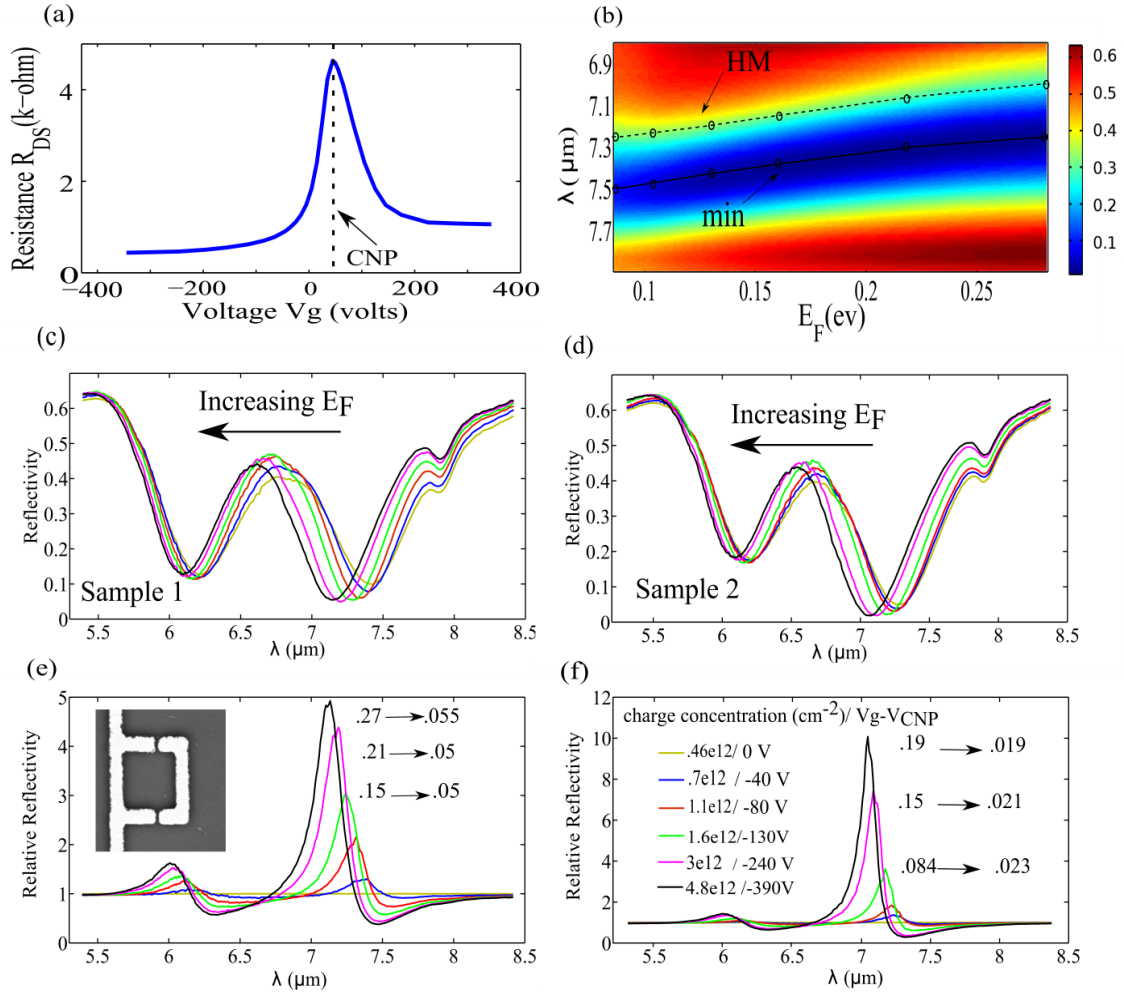 (a)
4
2
O
Resistance R_DS(k-ohm)
CNP
−400
−200
0
200
400
Voltage Vg (volts)
(b)
6.9
7.1
7.3
7.5
7.7
λ (μm)
HM
min
0.1
0.15
0.2
0.25
E_F(ev)
0.6
0.5
0.4
0.3
0.2
0.1
(c)
0.6
0.5
0.4
0.3
0.2
0.1
0
Reflectivity
Increasing E_F
Sample 1
5.5
6
6.5
7
7.5
8
8.5
λ (μm)
(d)
0.6
0.5
0.4
0.3
0.2
0.1
0
Reflectivity
Increasing E_F
Sample 2
5.5
6
6.5
7
7.5
8
8.5
λ (μm)
(e)
5
4
3
2
1
0
Relative Reflectivity
.27 → .055
.21 → .05
.15 → .05
5.5
6
6.5
7
7.5
8
8.5
λ (μm)
(f)
12
10
8
6
4
2
0
Relative Reflectivity
charge concentration (cm⁻²)/ Vg-V_CNP
.46e12/ 0 V
.7e12 / -40 V
1.1e12/ -80 V
1.6e12/-130V
3e12 / -240 V
4.8e12 /-390V
.19 → .019
.15 → .021
.084 → .023
5.5
6
6.5
7
7.5
8
8.5
λ (μm)